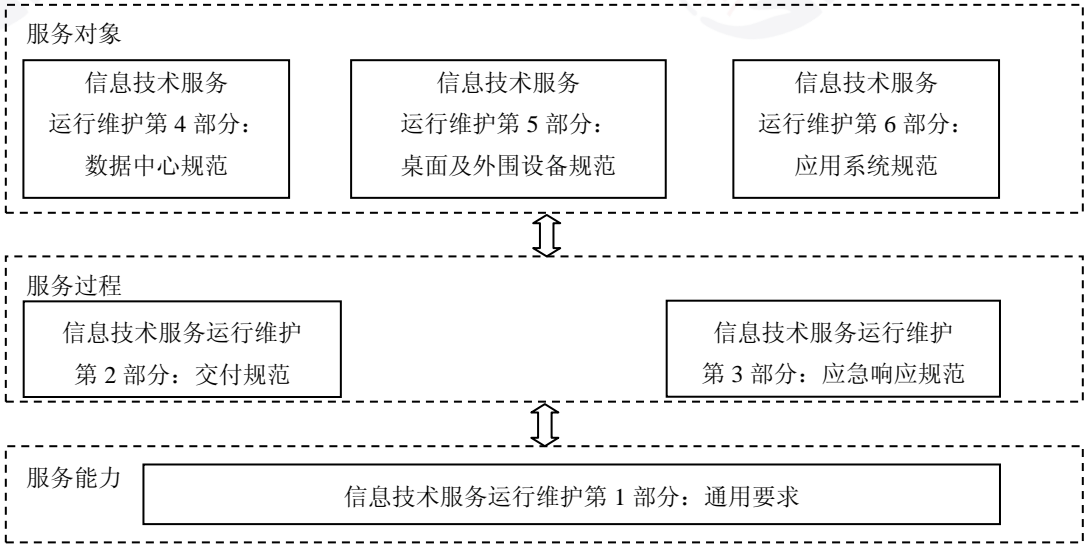 服务对象
信息技术服务
运行维护第 4 部分：
数据中心规范
信息技术服务
运行维护第 5 部分：
桌面及外围设备规范
信息技术服务
运行维护第 6 部分：
应用系统规范
服务过程
信息技术服务运行维护
第 2 部分：交付规范
信息技术服务运行维护
第 3 部分：应急响应规范
服务能力
信息技术服务运行维护第 1 部分：通用要求